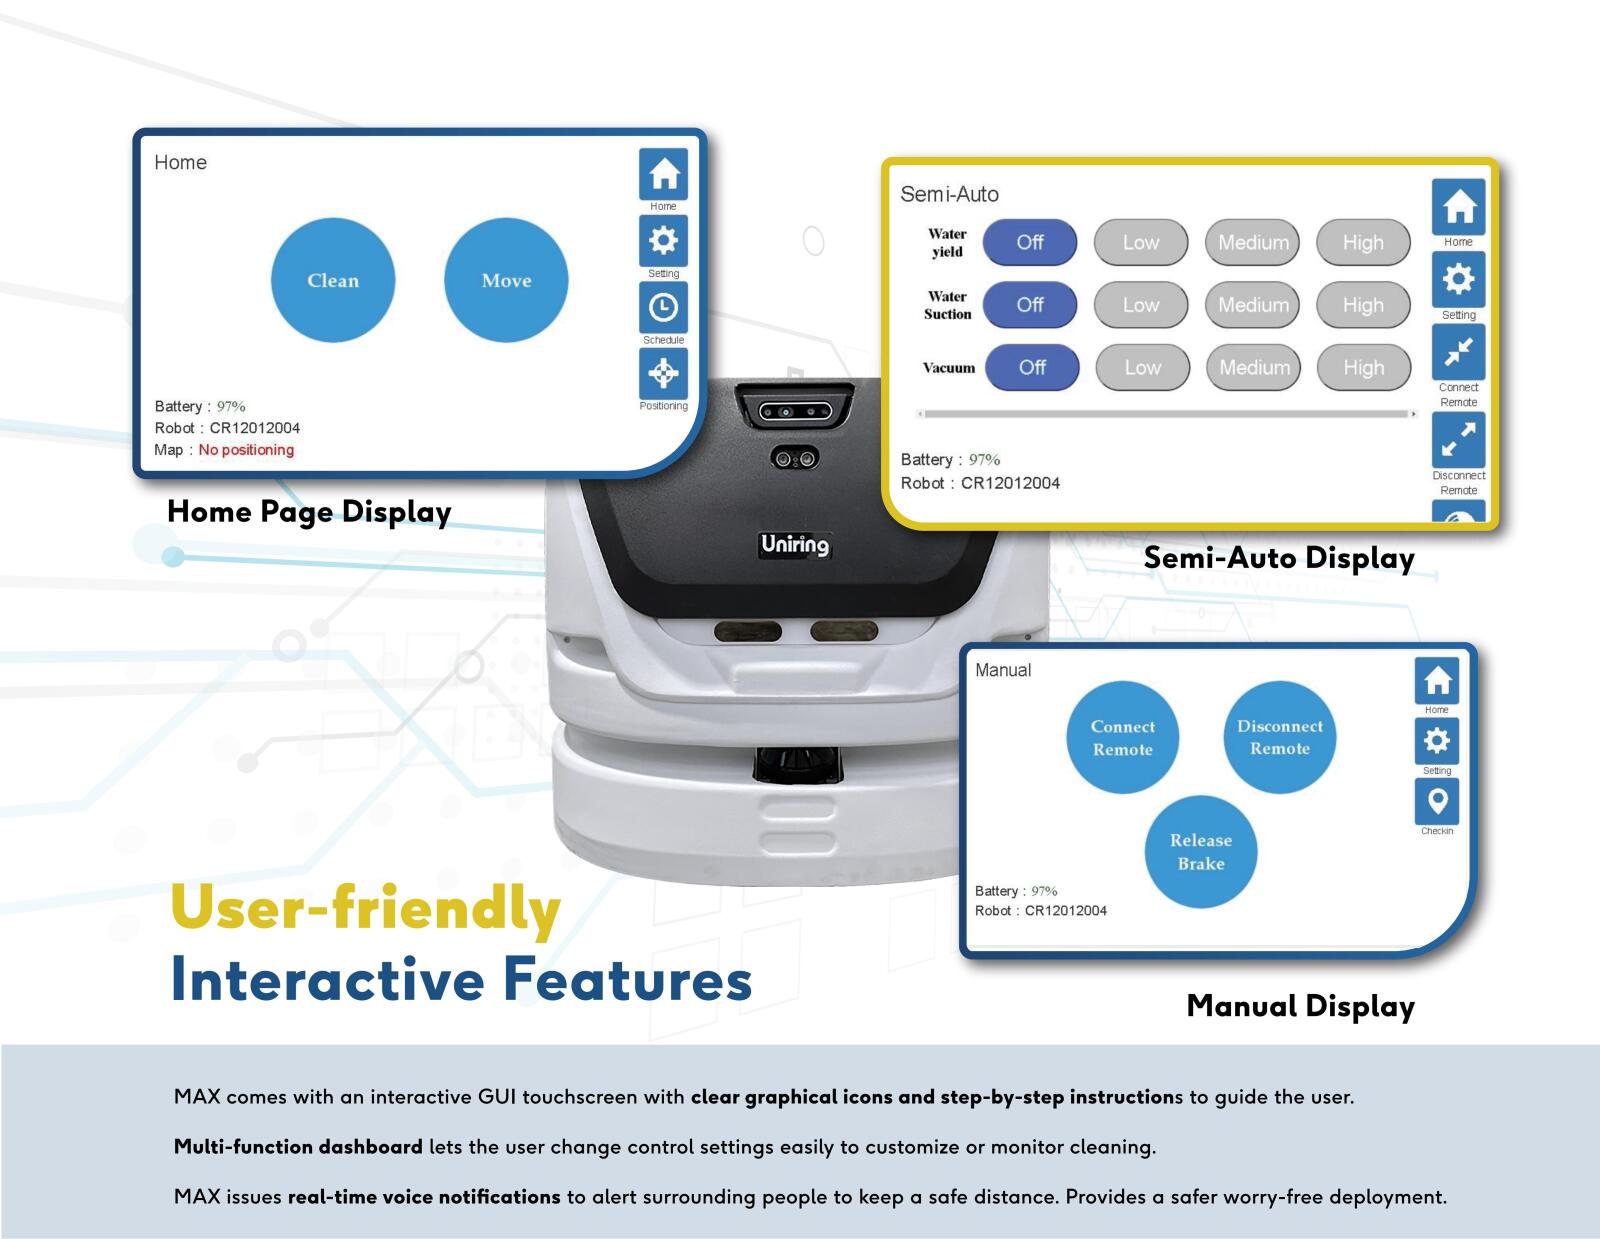 Home
Clean
Move
Home
Setting
Schedule
Positioning
Battery : 97%
Robot : CR12012004
Map : No positioning
Home Page Display
Semi-Auto
Water
yield
Off Low Medium High
Water
Suction
Off Low Medium High
Vacuum Off Low Medium High
Home
Setting
Connect
Remote
Disconnect
Remote
Battery : 97%
Robot : CR12012004
Semi-Auto Display
Uniring
Manual
Connect
Remote
Disconnect
Remote
Release
Brake
Home
Setting
Checkin
Battery : 97%
Robot : CR12012004
Manual Display
User-friendly
Interactive Features
MAX comes with an interactive GUI touchscreen with clear graphical icons and step-by-step instructions to guide the user.
Multi-function dashboard lets the user change control settings easily to customize or monitor cleaning.
MAX issues real-time voice notifications to alert surrounding people to keep a safe distance. Provides a safer worry-free deployment.